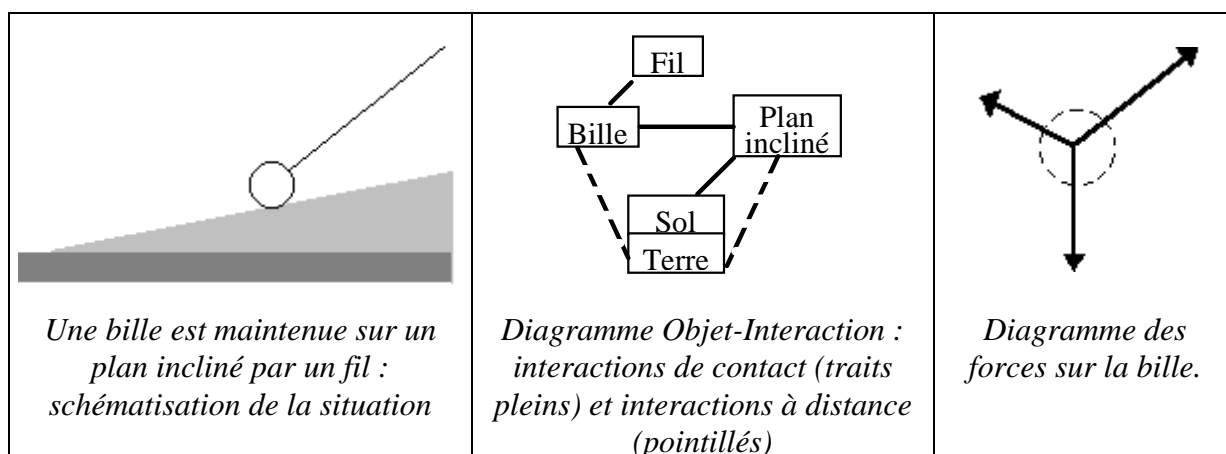 Une bille est maintenue sur un
plan incliné par un fil :
schématisation de la situation
Fil
Bille
Plan
incliné
Sol
Terre
Diagramme Objet-Interaction :
interactions de contact (traits
pleins) et interactions à distance
(pointillés)
Diagramme des
forces sur la bille.